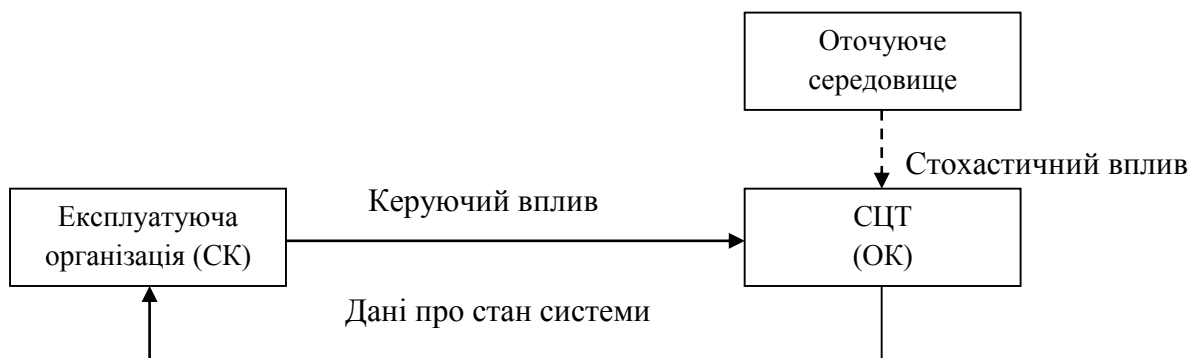 Оточуюче
середовище
Стохастичний вплив
Експлуатуюча
організація (СК)
Керуючий вплив
СЦТ
(ОК)
Дані про стан системи